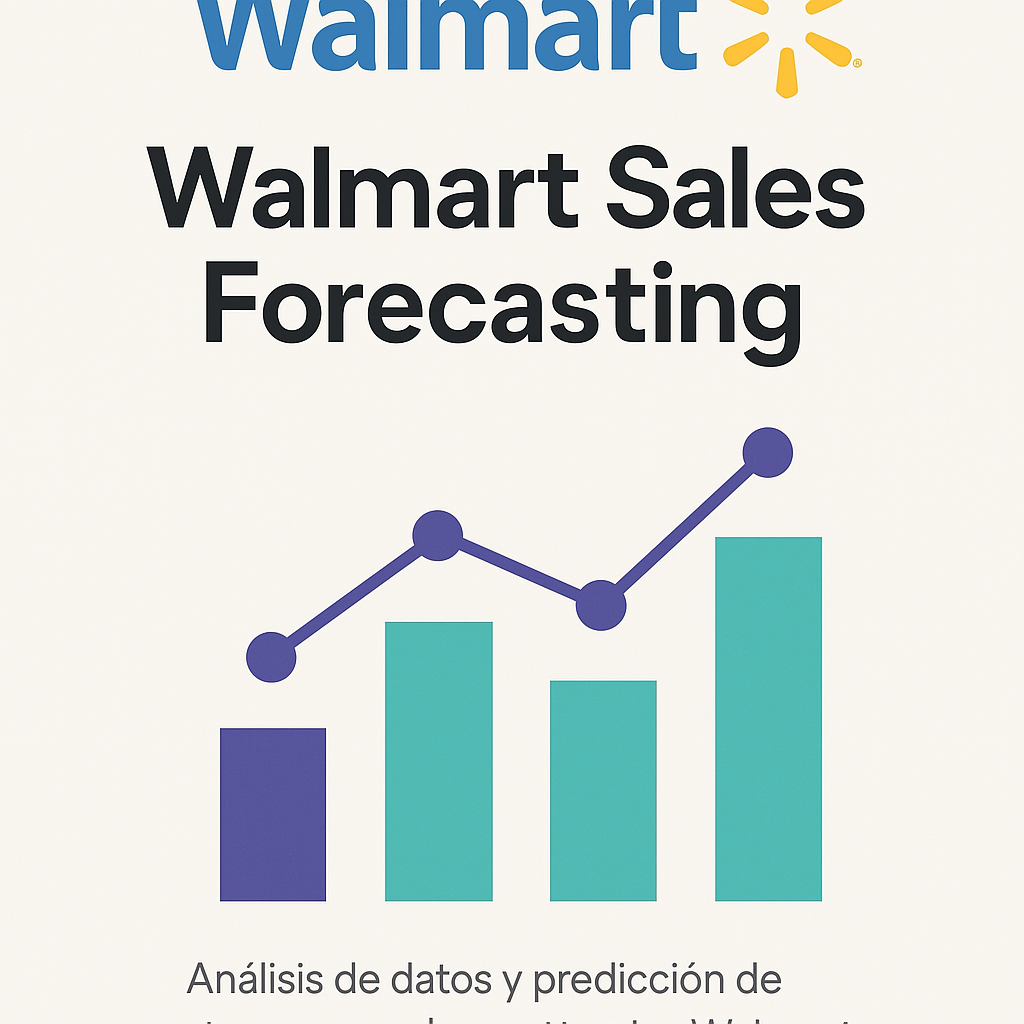 Walmart
Walmart Sales
Forecasting
Análisis de datos y predicción de